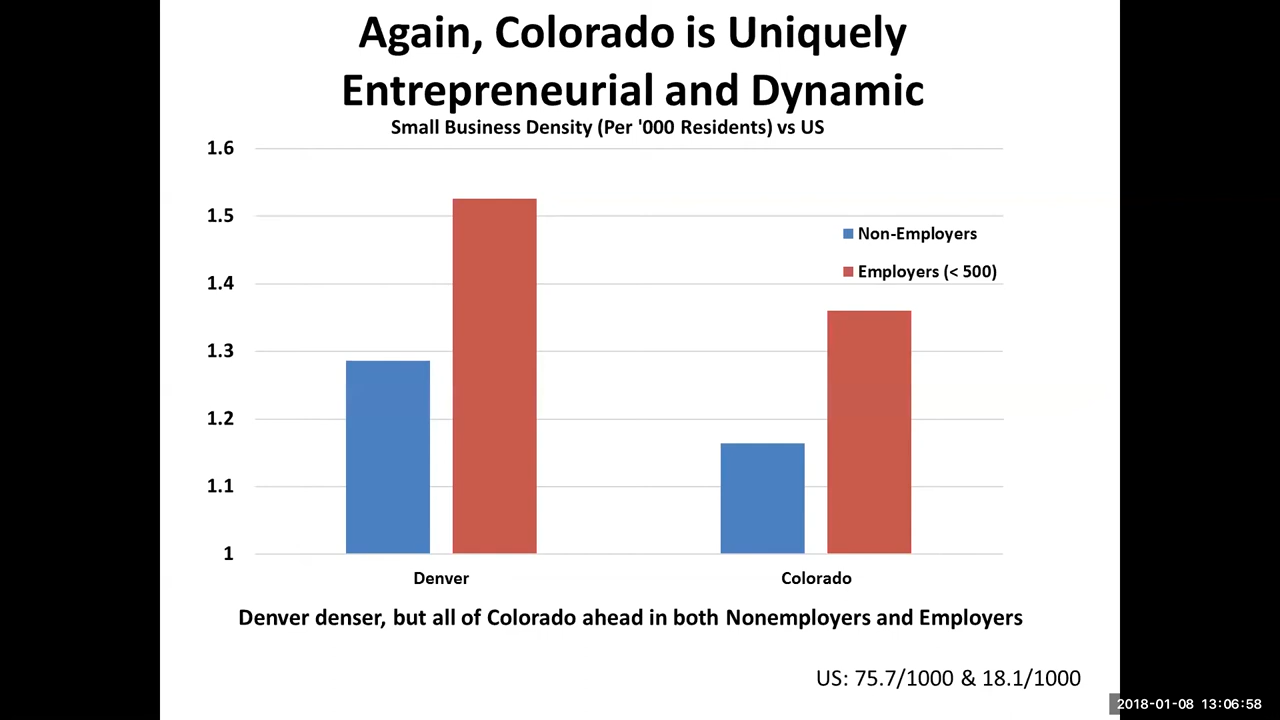 Again, Colorado is Uniquely
Entrepreneurial and Dynamic
Small Business Density (Per '000 Residents) vs US
1.6
1.5
1.4
1.3
1.2
1.1
1
Non-Employers
Employers (< 500)
Denver
Colorado
Denver denser, but all of Colorado ahead in both Nonemployers and Employers
US: 75.7/1000 & 18.1/1000
2018-01-08 13:06:58